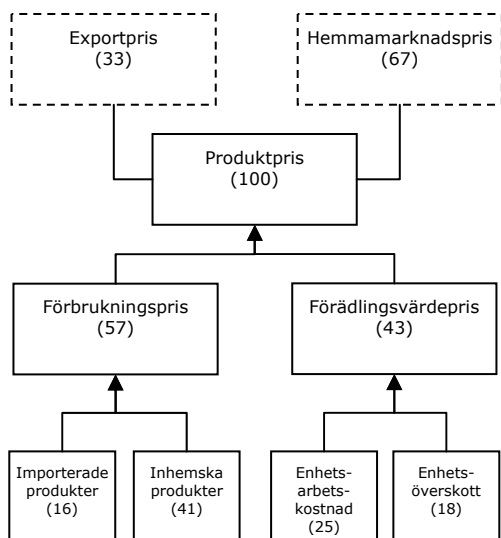 Exportpris
(33)
Hemmamarknadspris
(67)
Produktpris
(100)
Förbrukningspris
(57)
Förädlingsvärdepris
(43)
Importerade
produkter
(16)
Inhemska
produkter
(41)
Enhets-
arbets-
kostnad
(25)
Enhets-
överskott
(18)